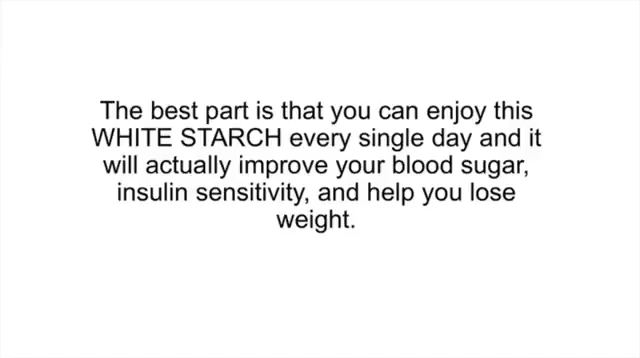 The best part is that you can enjoy this
WHITE STARCH every single day and it
will actually improve your blood sugar,
insulin sensitivity, and help you lose
weight.